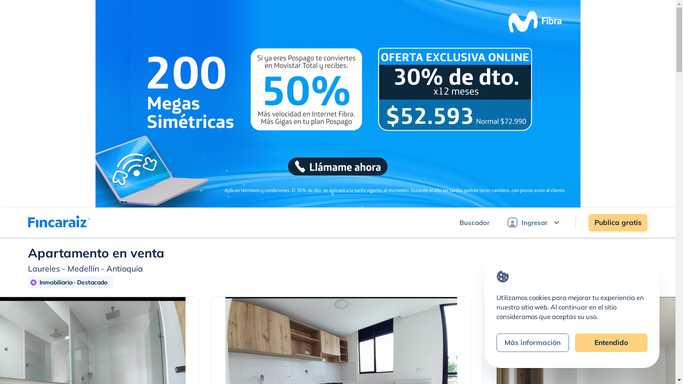 Fibra
200
Megas
Simétricas
Si ya eres Pospago te conviertes
en Movistar Total y recibes.
50%
Más velocidad en Internet Fibra.
Más Gigas en tu plan Pospago
OFERTA EXCLUSIVA ONLINE
30% de dto.
x12 meses
$52.593 Normal $72.990
Llámame ahora
Fincaraiz
Buscador
Ingresar
Publica gratis
Apartamento en venta
Laureles - Medellín - Antioquia
Inmobiliaria · Destacado
Utilizamos cookies para mejorar tu experiencia en
nuestro sitio web. Al continuar en el sitio
consideramos que aceptas su uso.
Más información
Entendido